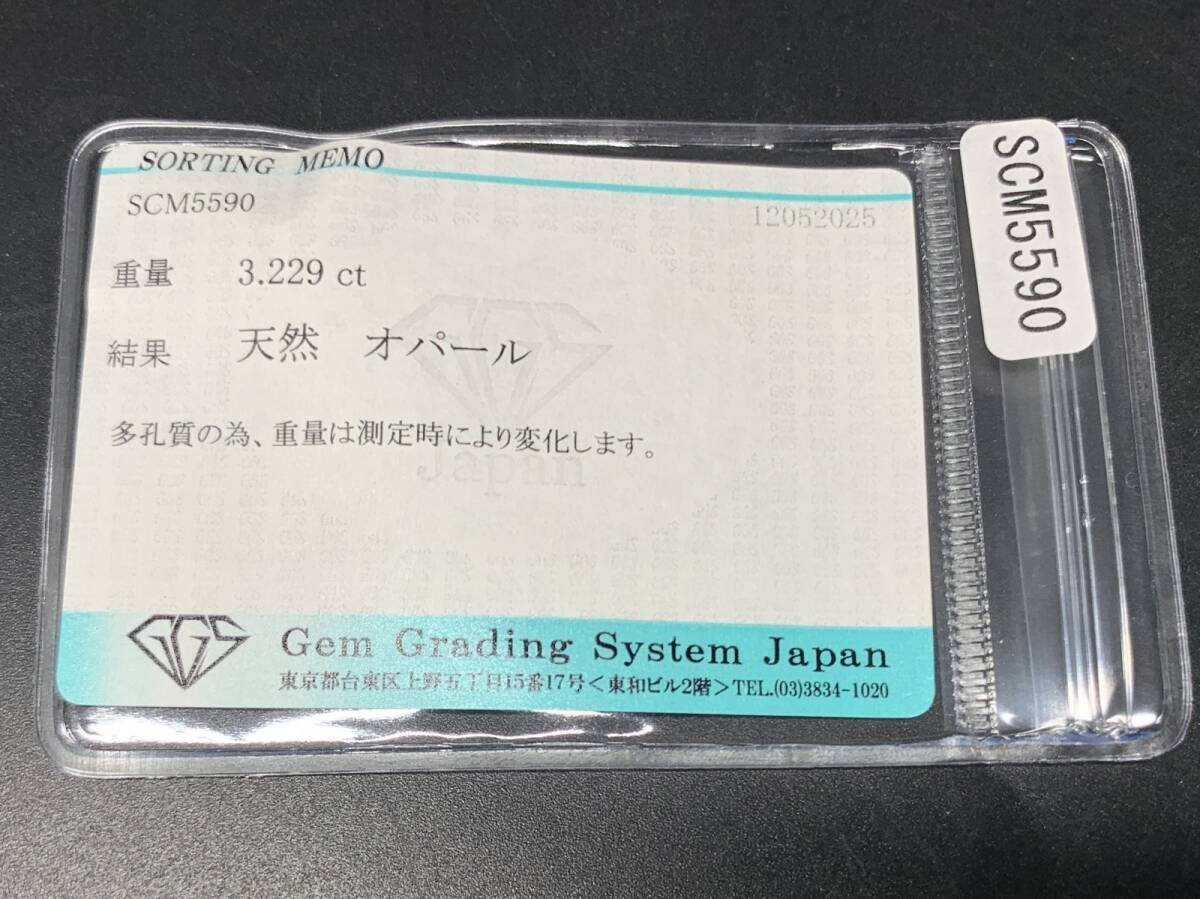 SORTING MEMO
SCM5590 12052025
重量 3.229 ct
結果 天然 オパール
多孔質の為、重量は測定時により変化します。
Japan
GGS Gem Grading System Japan
東京都台東区上野五丁目15番17号＜東和ビル2階＞TEL.(03)3834-1020
SCM5590